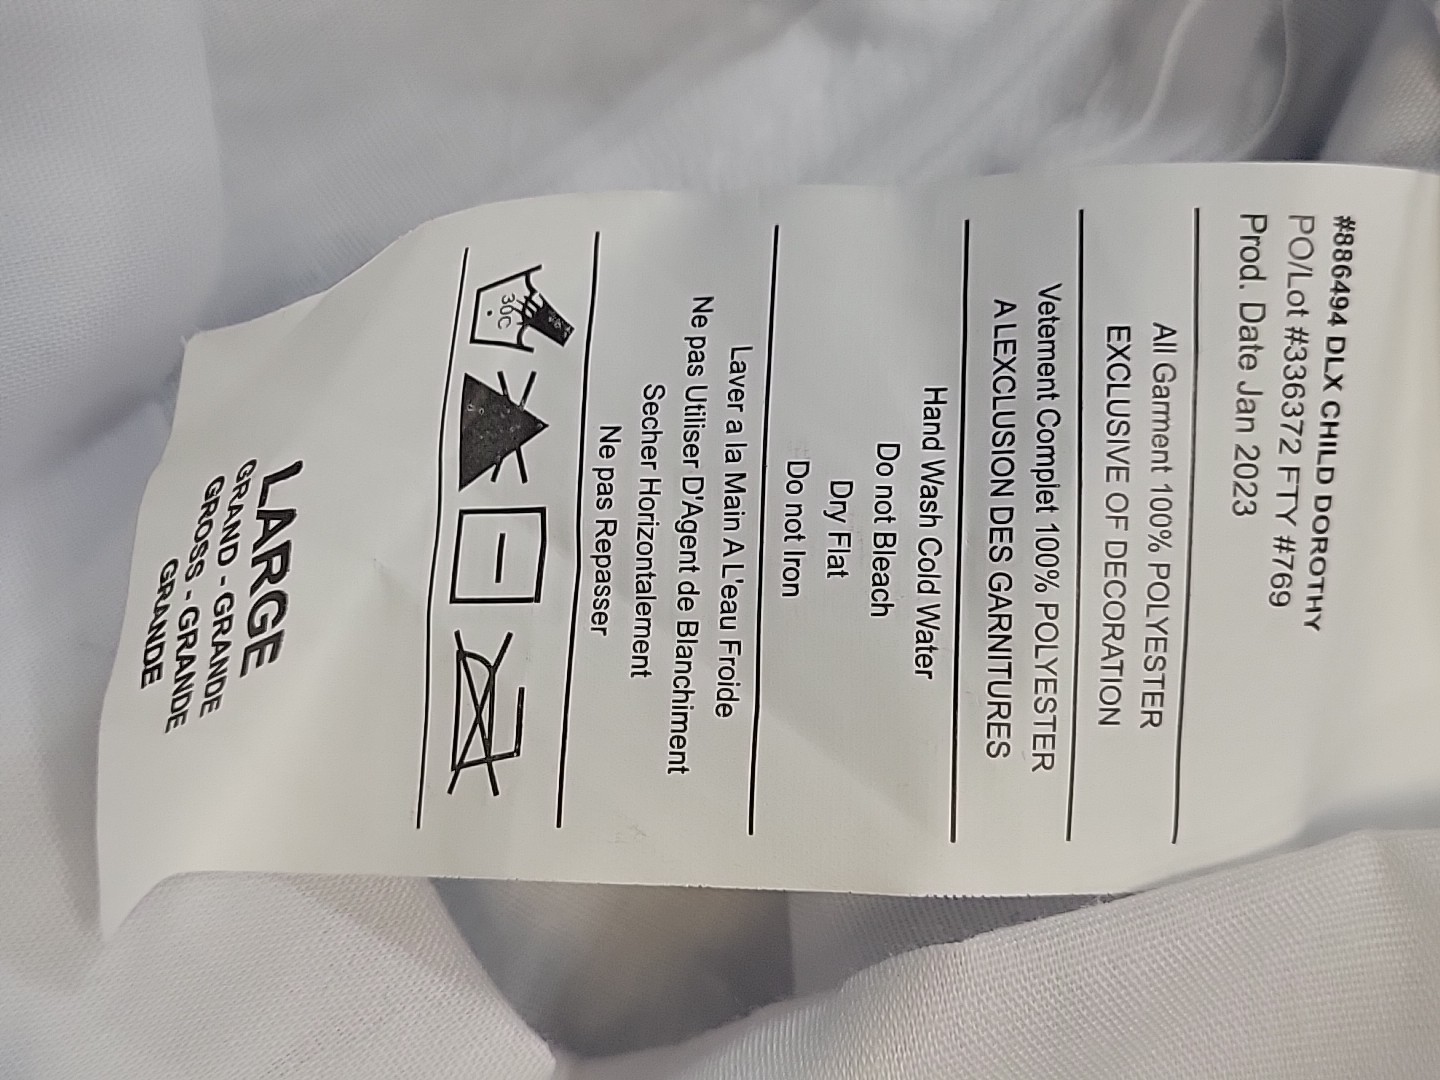 #886494 DLX CHILD DOROTHY
PO/Lot #336372 FTY #769
Prod. Date Jan 2023
All Garment 100% POLYESTER
EXCLUSIVE OF DECORATION
Vetement Complet 100% POLYESTER
A LEXCLUSION DES GARNITURES
Hand Wash Cold Water
Do not Bleach
Dry Flat
Do not Iron
Laver a la Main A L'eau Froide
Ne pas Utiliser D'Agent de Blanchiment
Secher Horizontalement
Ne pas Repasser
30C
LARGE
GRAND - GRANDE
GROSS - GRANDE
GRANDE